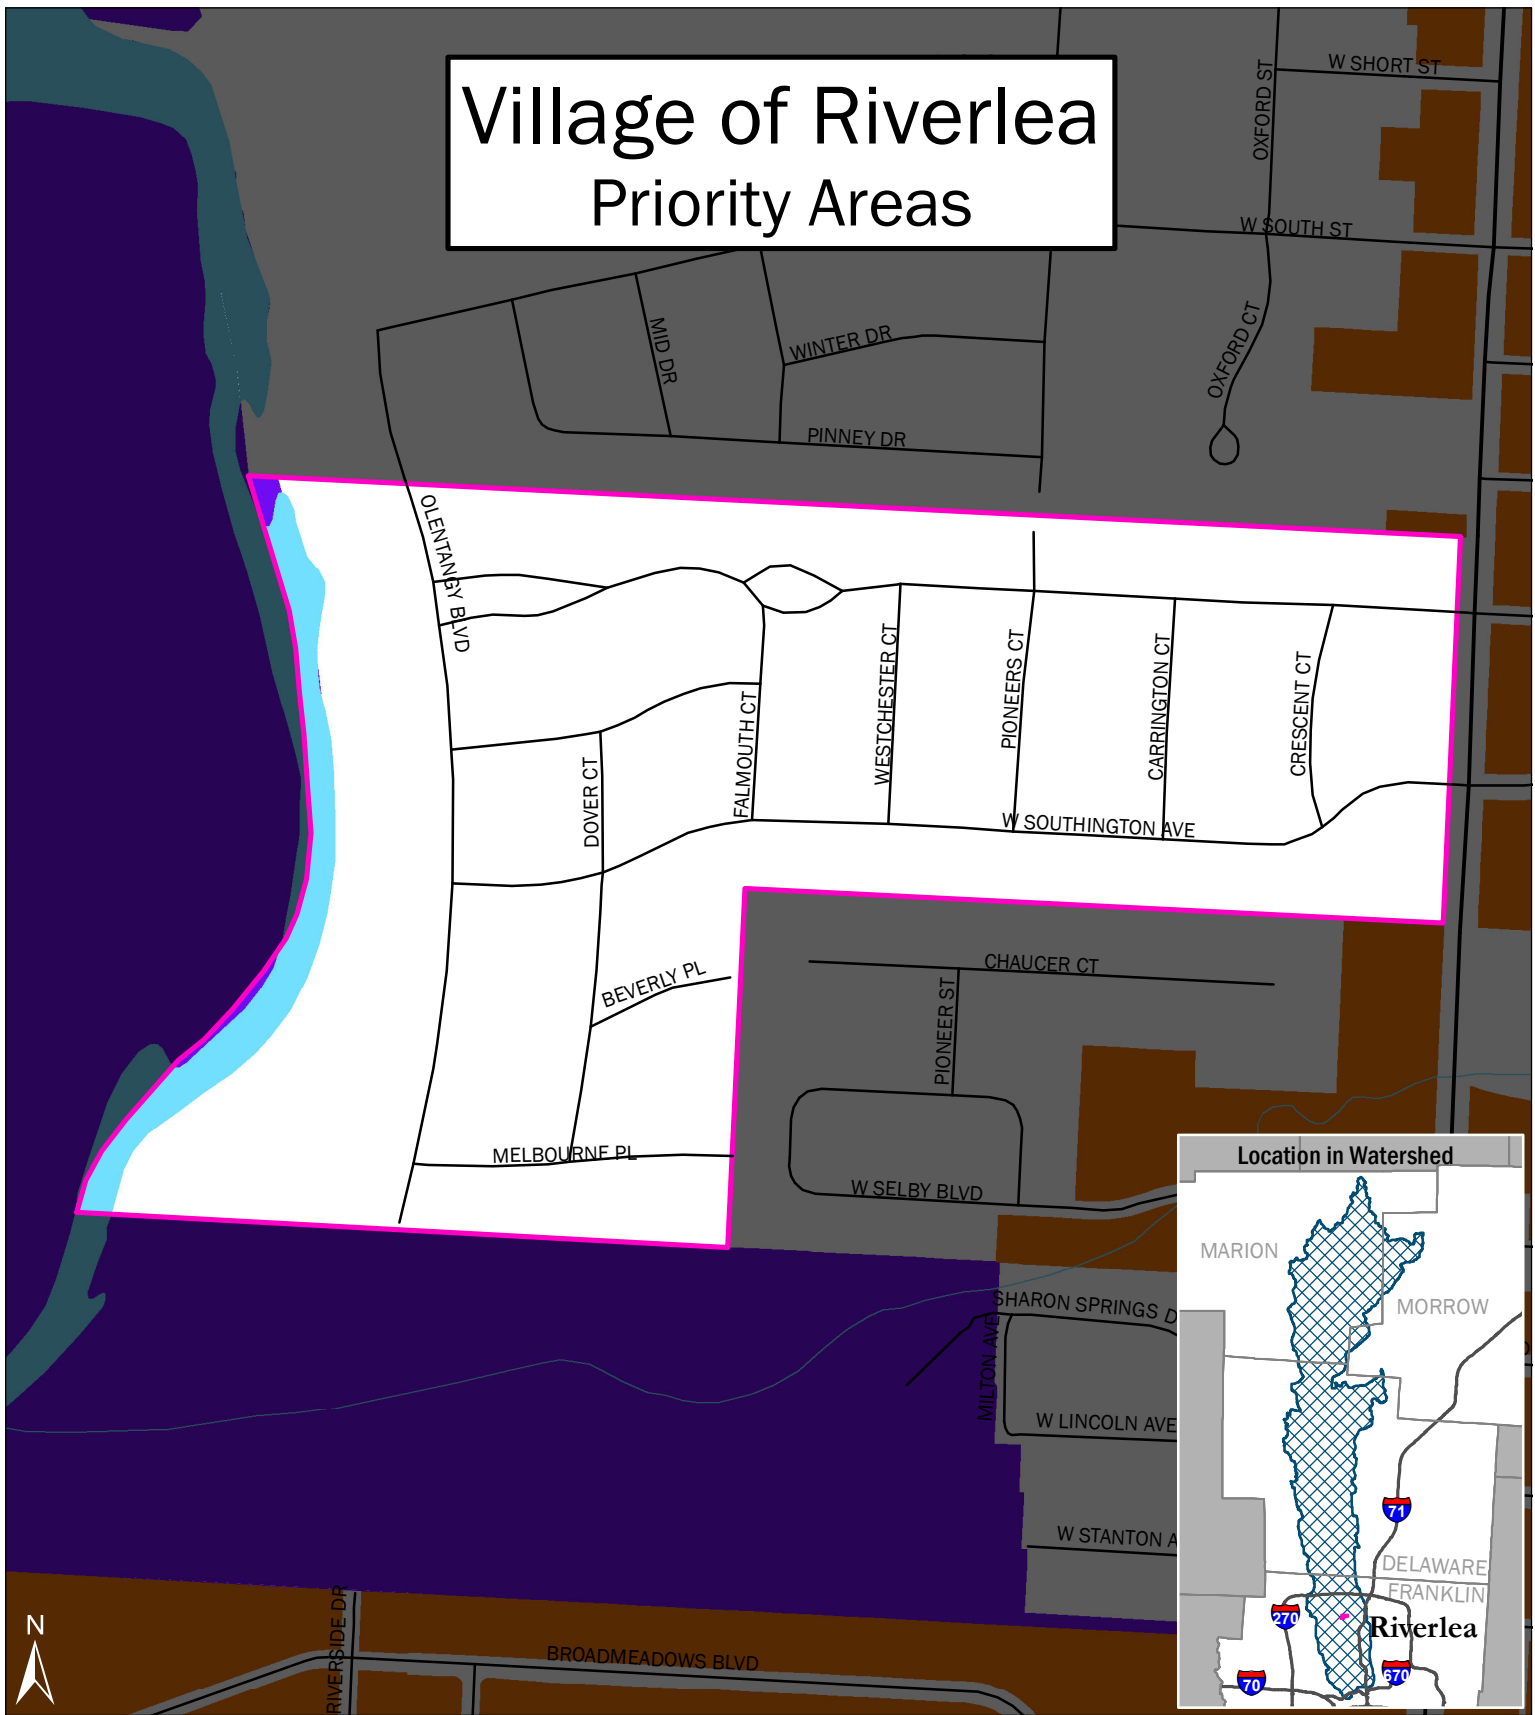 Village of Riverlea
Priority Areas
W SHORT ST
OXFORD ST
W SOUTH ST
MID DR
WINTER DR
OXFORD CT
PINNEY DR
OLENTANGY BLVD
FALMOUTH CT
WESTCHESTER CT
PIONEERS CT
CARRINGTON CT
CRESCENT CT
DOVER CT
W SOUTHINGTON AVE
BEVERLY PL
CHAUCER CT
PIONEER ST
MELBOURNE PL
W SELBY BLVD
SHARON SPRINGS D
MILTON AVE
W LINCOLN AVE
W STANTON A
RIVERSIDE DR
BROADMEADOWS BLVD
N
Location in Watershed
MARION
MORROW
71
DELAWARE
FRANKLIN
270
Riverlea
670
70